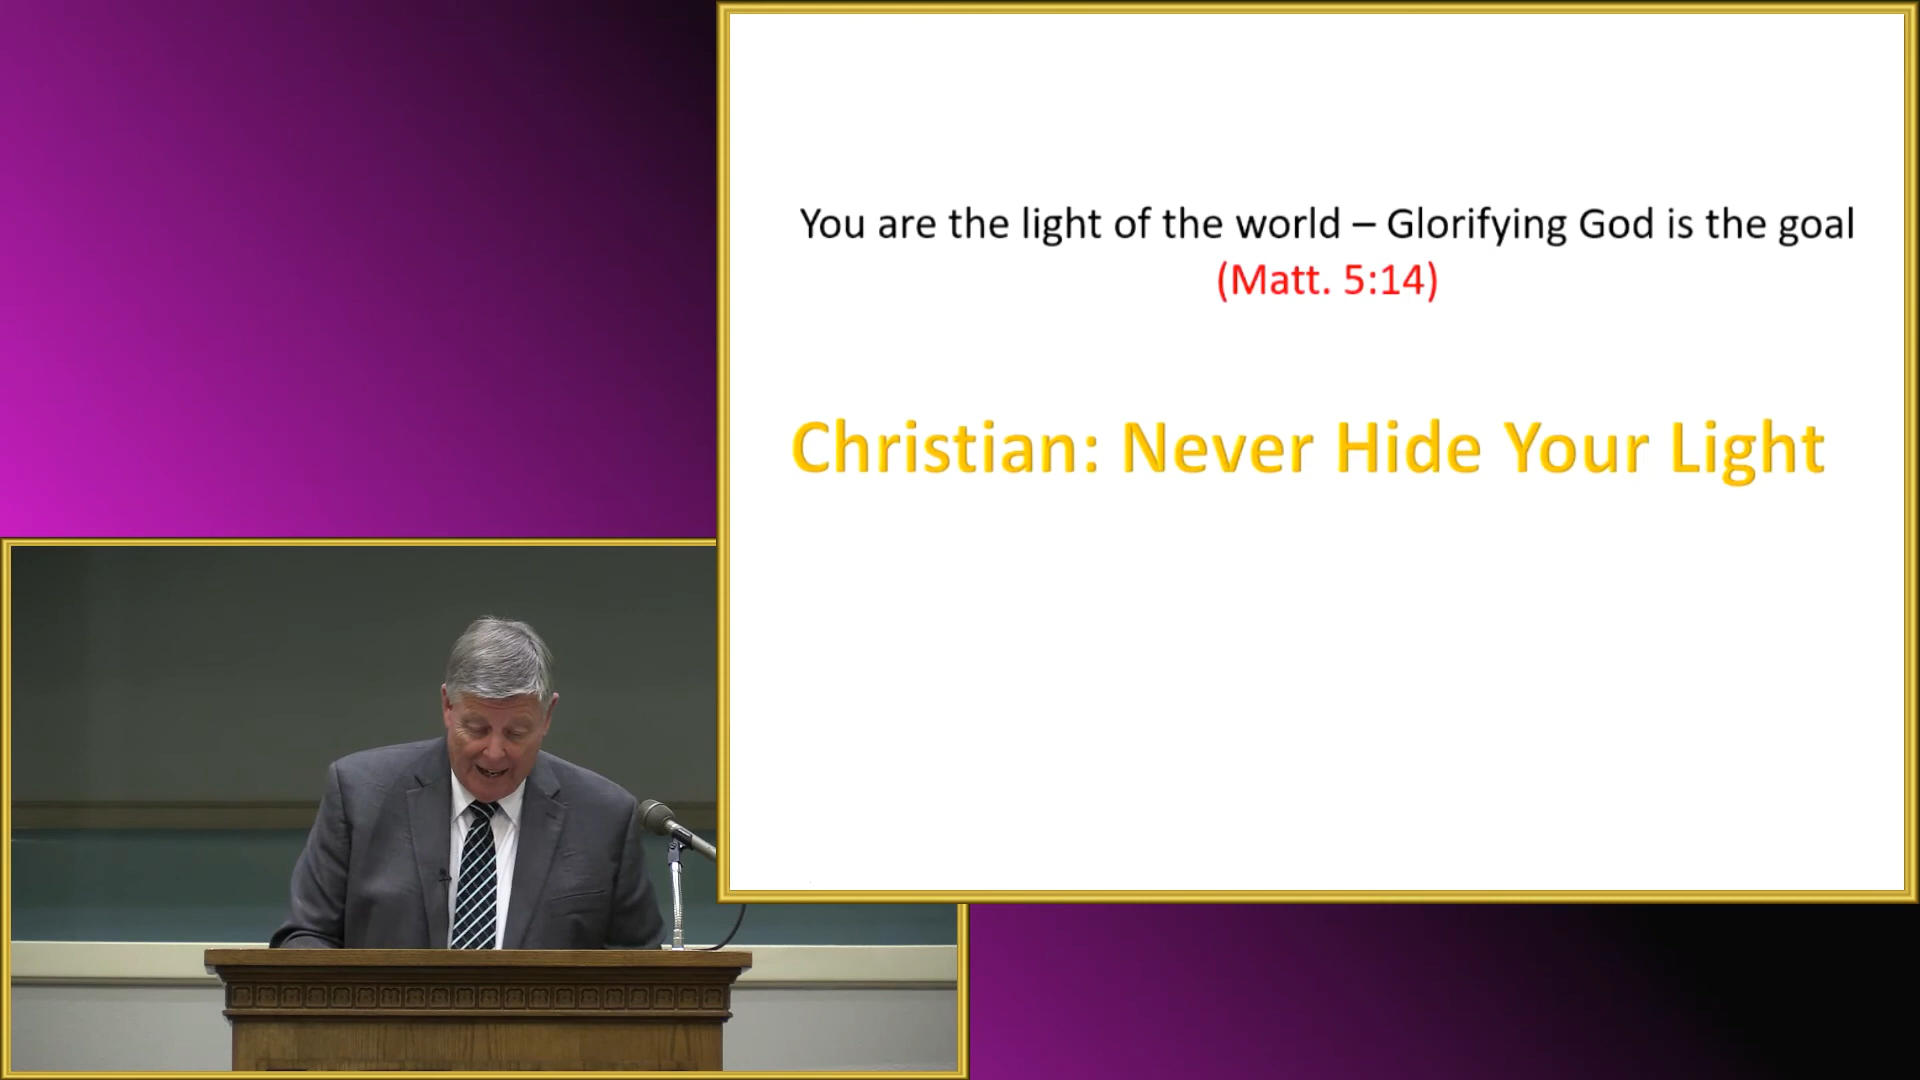 You are the light of the world – Glorifying God is the goal
(Matt. 5:14)
Christian: Never Hide Your Light